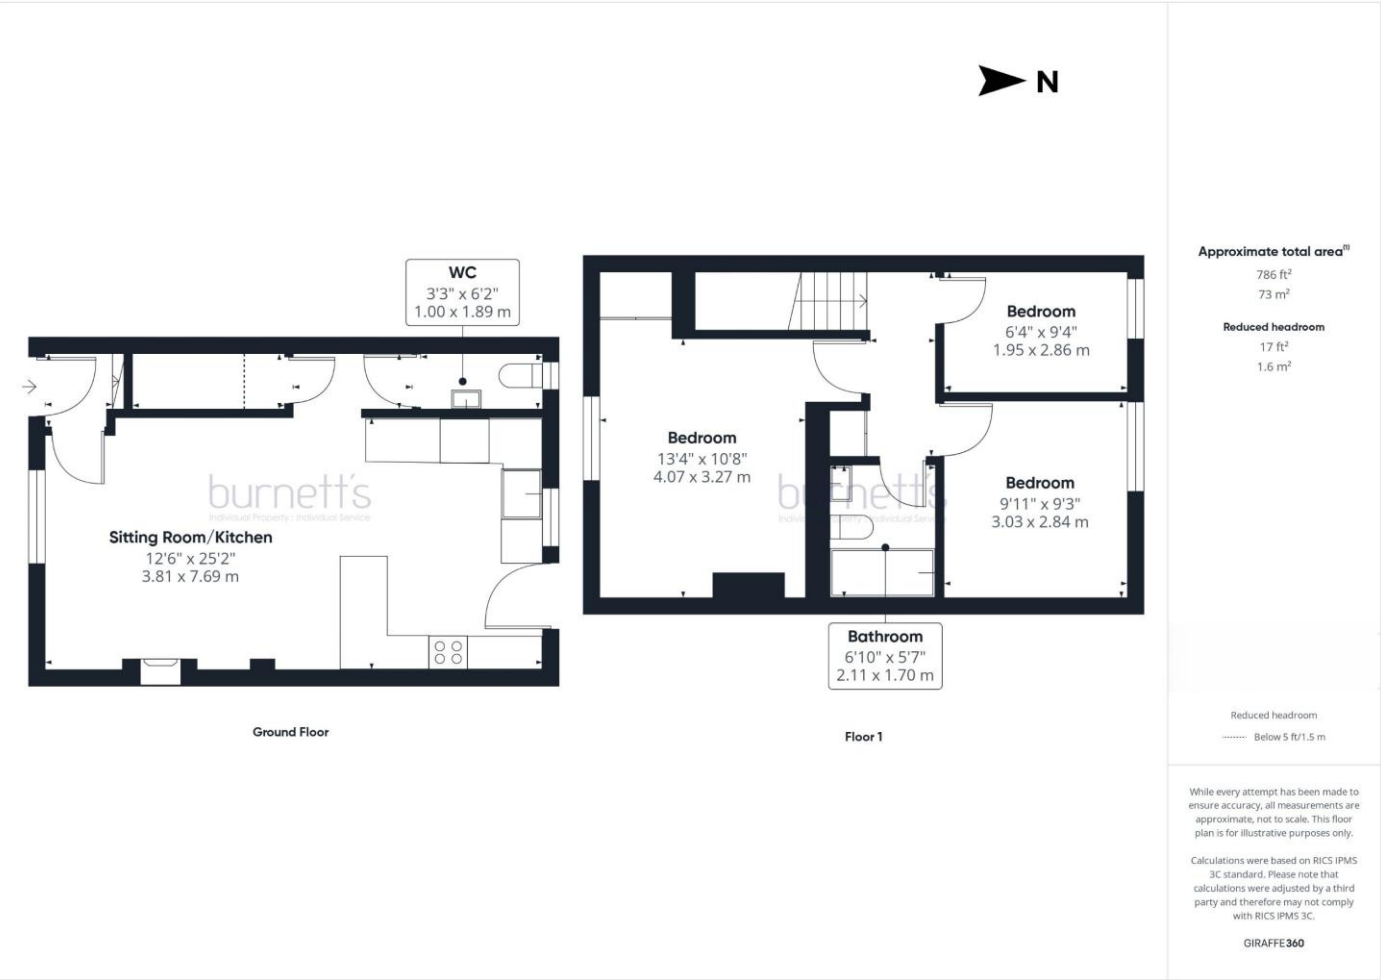 N
WC
3'3" x 6'2"
1.00 x 1.89 m
Bedroom
6'4" x 9'4"
1.95 x 2.86 m
Bedroom
13'4" x 10'8"
4.07 x 3.27 m
Bedroom
9'11" x 9'3"
3.03 x 2.84 m
burnett's
Individual Property : Individual Service
burnett's
Individual Property : Individual Service
Sitting Room/Kitchen
12'6" x 25'2"
3.81 x 7.69 m
Bathroom
6'10" x 5'7"
2.11 x 1.70 m
Ground Floor
Floor 1
Approximate total area⁽¹⁾
786 ft²
73 m²
Reduced headroom
17 ft²
1.6 m²
Reduced headroom
Below 5 ft/1.5 m
While every attempt has been made to
ensure accuracy, all measurements are
approximate, not to scale. This floor
plan is for illustrative purposes only.
Calculations were based on RICS IPMS
3C standard. Please note that
calculations were adjusted by a third
party and therefore may not comply
with RICS IPMS 3C.
GIRAFFE360